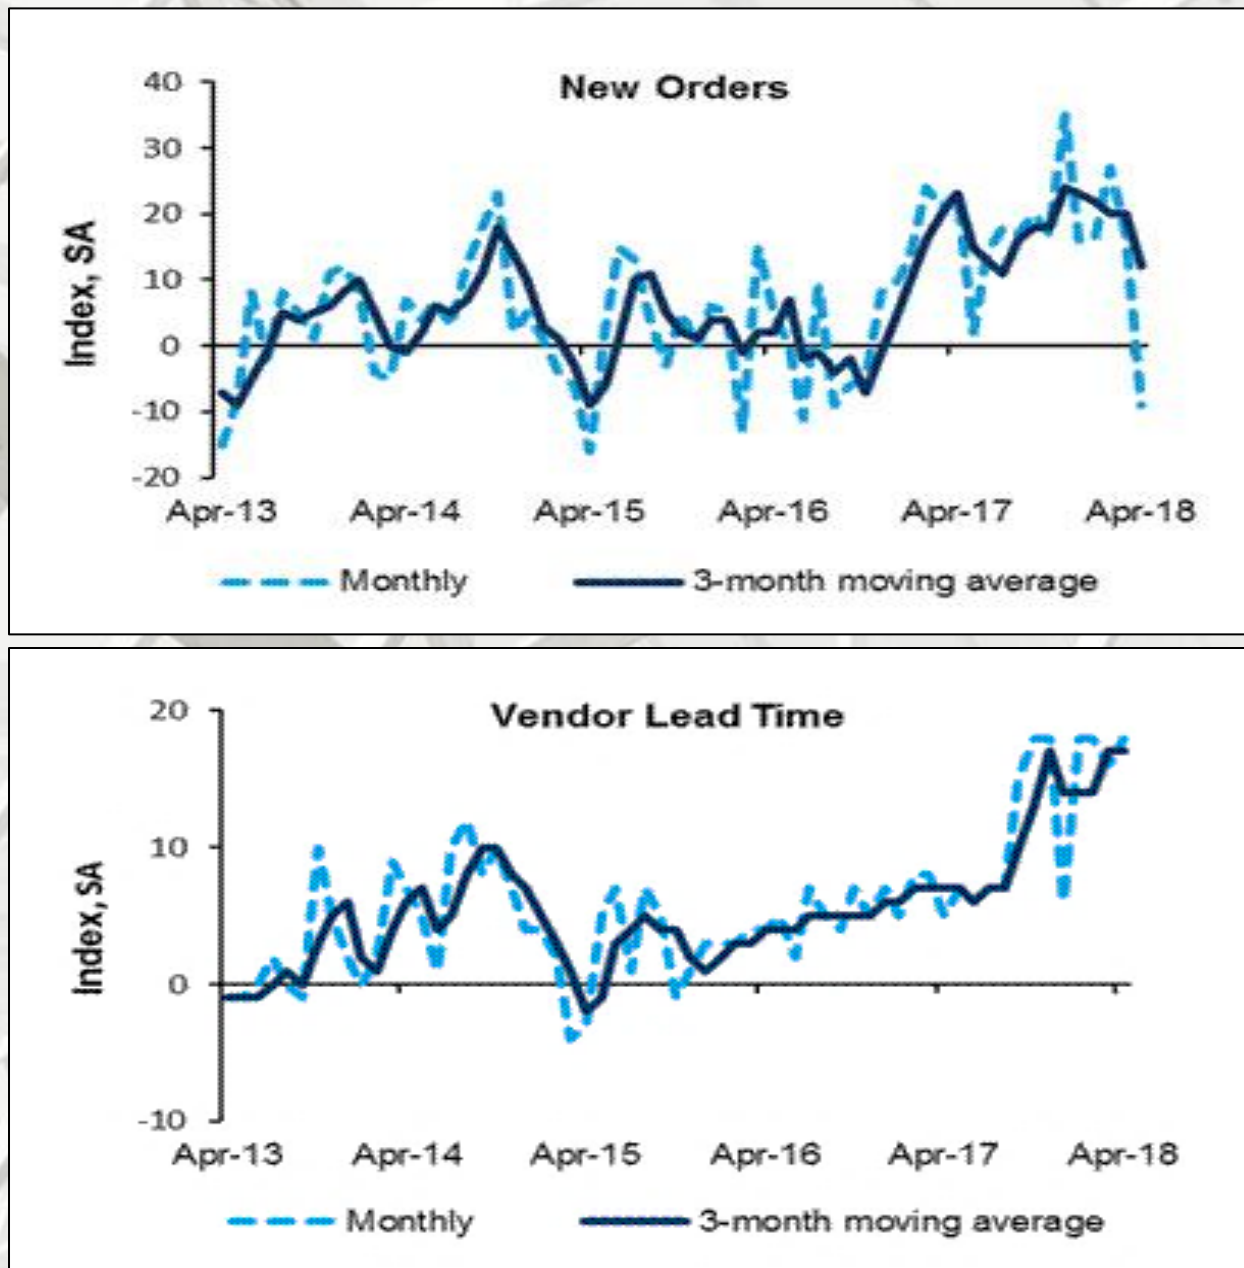 New Orders
40
30
20
10
0
-10
-20
Index, SA
Apr-13 Apr-14 Apr-15 Apr-16 Apr-17 Apr-18
Monthly 3-month moving average
Vendor Lead Time
20
10
0
-10
Index, SA
Apr-13 Apr-14 Apr-15 Apr-16 Apr-17 Apr-18
Monthly 3-month moving average